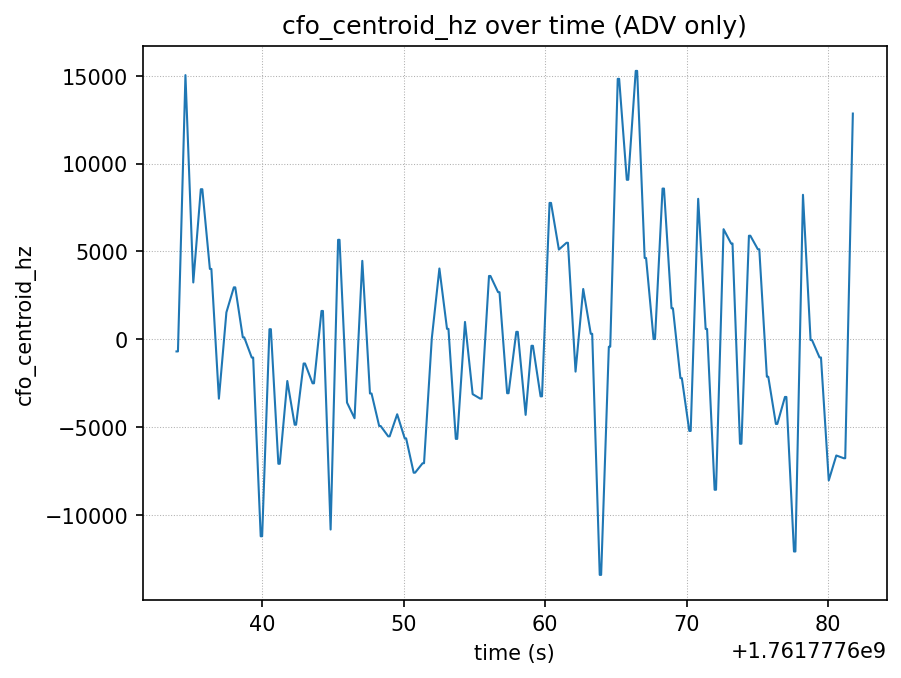 cfo_centroid_hz over time (ADV only)
15000
10000
5000
0
−5000
−10000
cfo_centroid_hz
40
50
60
70
80
time (s)
+1.7617776e9